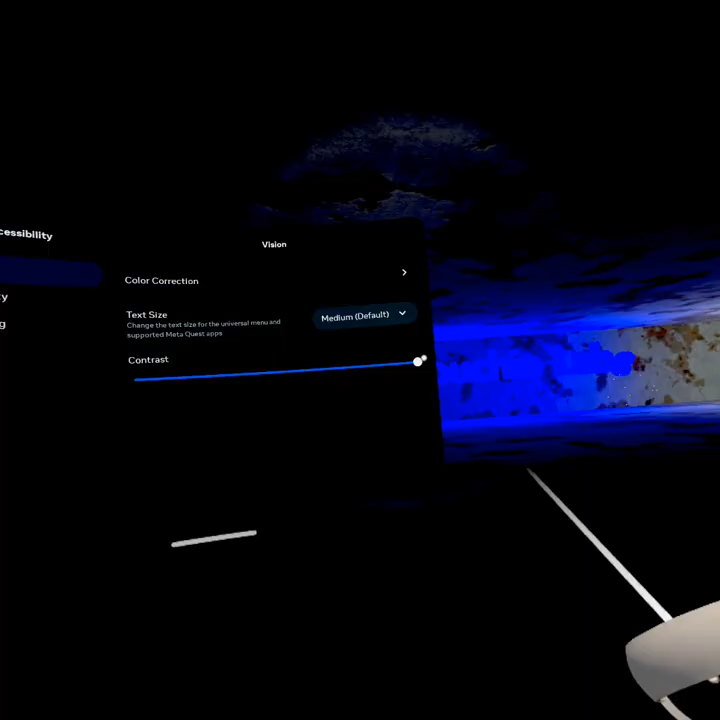 cessibility
y
g
Vision
Color Correction
Text Size
Change the text size for the universal menu and
supported Meta Quest apps
Medium (Default)
Contrast